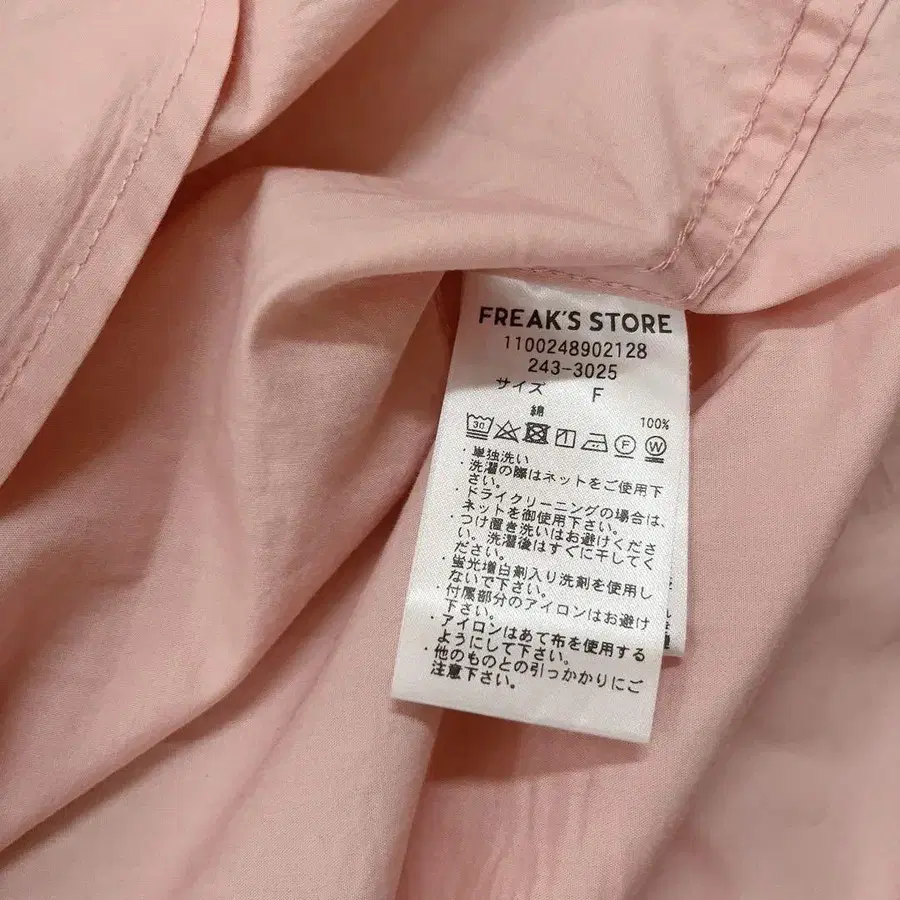 FREAK'S STORE
1100248902128
243-3025
サイズ F
綿 100%
30
F W
・単独洗い
・洗濯の際はネットをご使用下
さい。
・ドライクリーニングの場合は、
ネットを御使用下さい。
・つけ置き洗いはお避けくださ
い。洗濯後はすぐに干してく
ださい。
・蛍光増白剤入り洗剤を使用し
ないで下さい。
・付属部分のアイロンはお避け
下さい。
・アイロンはあて布を使用する
ようにして下さい。
・他のものとの引っかかりにご
注意下さい。